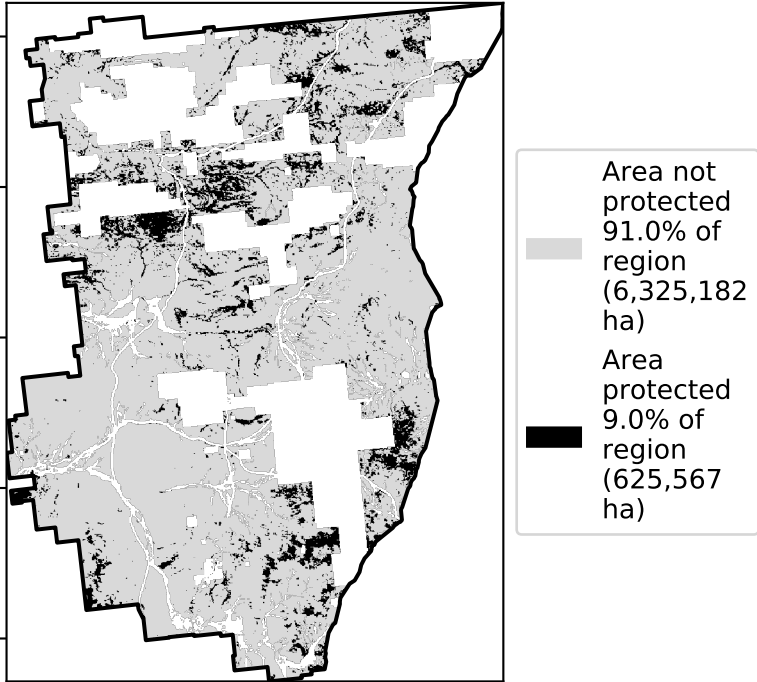 Area not
protected
91.0% of
region
(6,325,182
ha)
Area
protected
9.0% of
region
(625,567
ha)